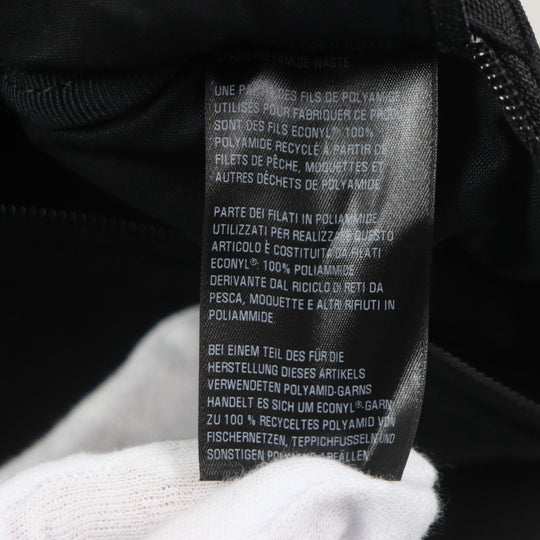 CARPET FLUFF AND
OTHER POLYAMIDE WASTE
UNE PARTIE DES FILS DE POLYAMIDE
UTILISÉS POUR FABRIQUER CE
SONT DES FILS ECONYL® 100%
POLYAMIDE RECYCLÉ A PARTIR DE
FILETS DE PÊCHE, MOQUETTES ET
AUTRES DÉCHETS DE POLYAMIDE.
PARTE DEI FILATI IN POLIAMMIDE
UTILIZZATI PER REALIZZARE QUESTO
ARTICOLO È COSTITUITA DA FILATI
ECONYL® 100% POLIAMMIDE
DERIVANTE DAL RICICLO DI RETI DA
PESCA, MOQUETTE E ALTRI RIFIUTI IN
POLIAMMIDE.
BEI EINEM TEIL DES FÜR DIE
HERSTELLUNG DIESES ARTIKELS
VERWENDETEN POLYAMID-GARNS
HANDELT ES SICH UM ECONYL®-GARN
ZU 100 % RECYCELTES POLYAMID VON
FISCHERNETZEN, TEPPICHFUSSELN UND
SONSTIGEN POLYAMIDABFÄLLEN